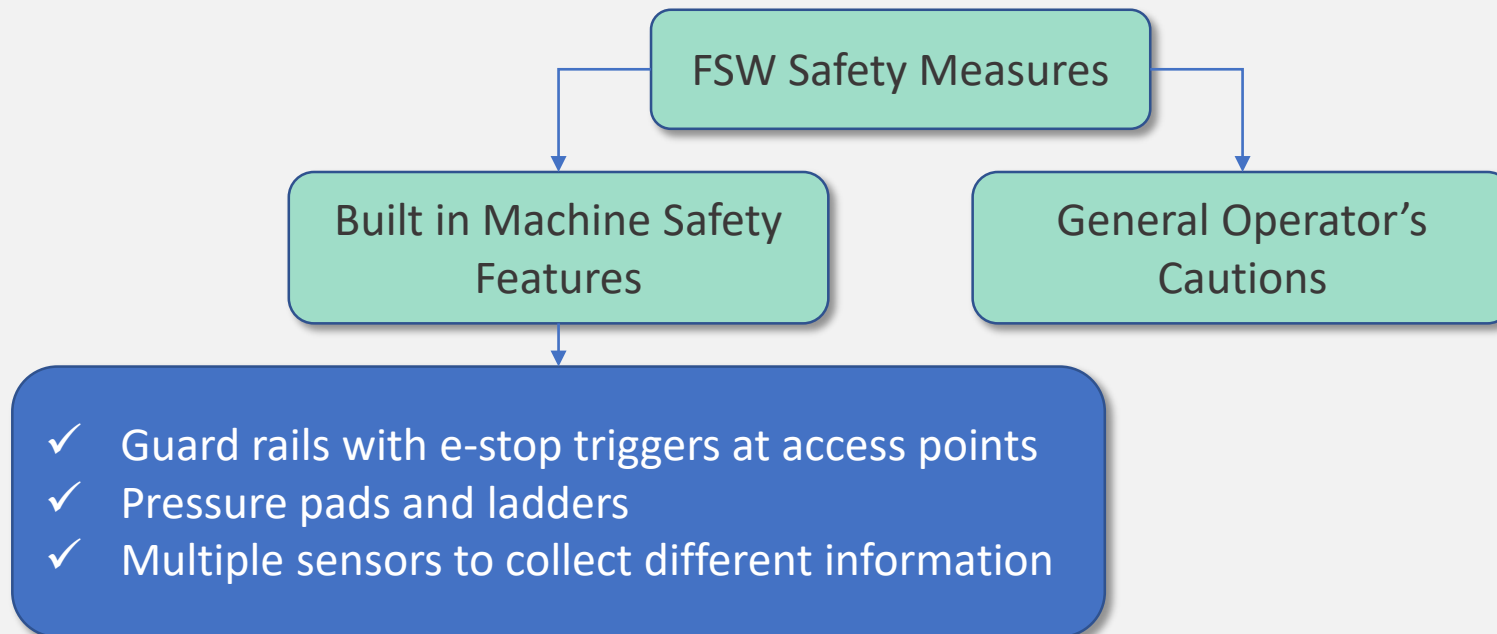 FSW Safety Measures
Built in Machine Safety
Features
General Operator’s
Cautions
✓ Guard rails with e-stop triggers at access points
✓ Pressure pads and ladders
✓ Multiple sensors to collect different information